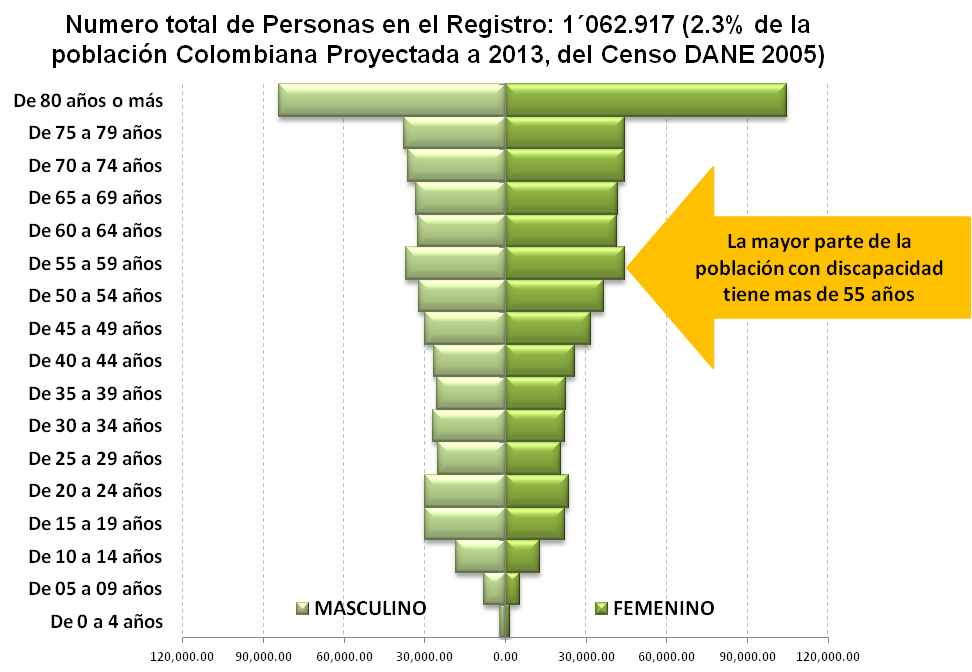 Numero total de Personas en el Registro: 1´062.917 (2.3% de la
población Colombiana Proyectada a 2013, del Censo DANE 2005)
De 80 años o más
De 75 a 79 años
De 70 a 74 años
De 65 a 69 años
De 60 a 64 años
De 55 a 59 años
De 50 a 54 años
De 45 a 49 años
De 40 a 44 años
De 35 a 39 años
De 30 a 34 años
De 25 a 29 años
De 20 a 24 años
De 15 a 19 años
De 10 a 14 años
De 05 a 09 años
De 0 a 4 años
La mayor parte de la
población con discapacidad
tiene mas de 55 años
MASCULINO FEMENINO
120,000.00 90,000.00 60,000.00 30,000.00 0.00 30,000.00 60,000.00 90,000.00 120,000.00